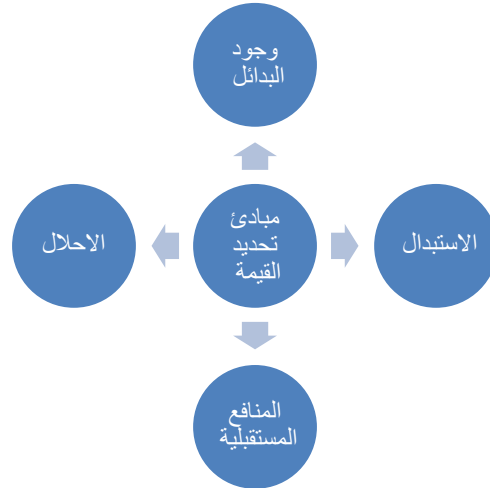 وجود
البدائل
مبادئ
تحديد
القيمة
الاستبدال
الاحلال
المنافع
المستقبلية